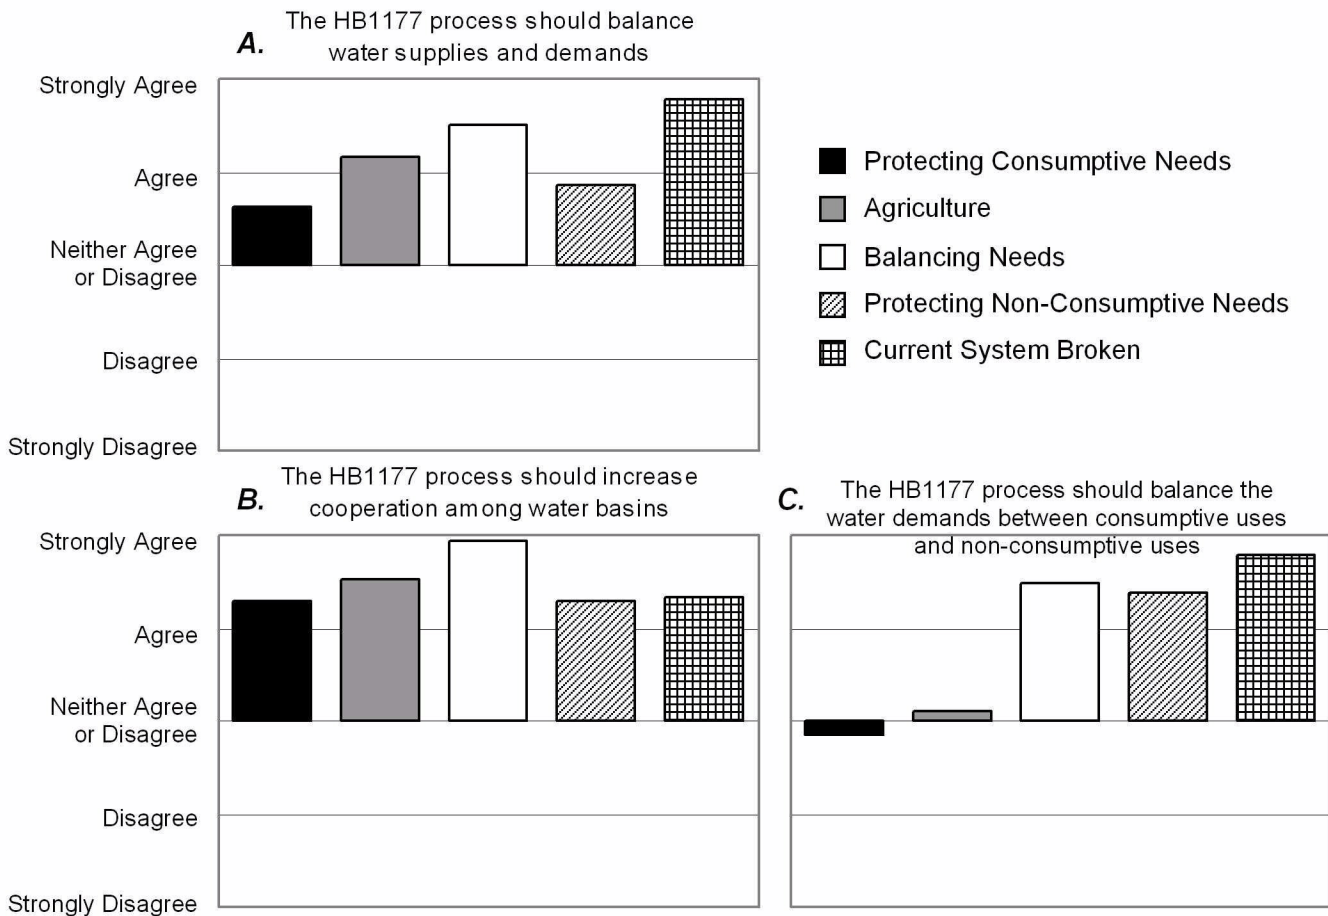 A.
The HB1177 process should balance
water supplies and demands
Strongly Agree
Agree
Neither Agree
or Disagree
Disagree
Strongly Disagree
Protecting Consumptive Needs
Agriculture
Balancing Needs
Protecting Non-Consumptive Needs
Current System Broken
B.
The HB1177 process should increase
cooperation among water basins
Strongly Agree
Agree
Neither Agree
or Disagree
Disagree
Strongly Disagree
C.
The HB1177 process should balance the
water demands between consumptive uses
and non-consumptive uses